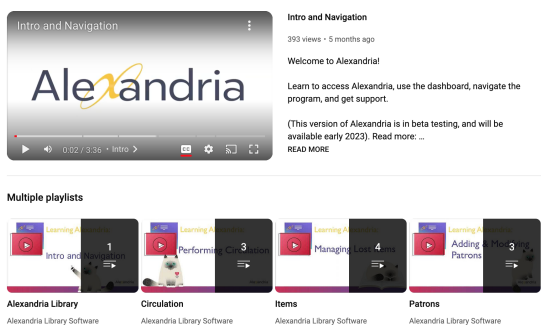 Intro and Navigation
Alexandria
0:02 / 3:36 • Intro
CC
Intro and Navigation
393 views • 5 months ago
Welcome to Alexandria!
Learn to access Alexandria, use the dashboard, navigate the
program, and get support.
(This version of Alexandria is in beta testing, and will be
available early 2023). Read more: ...
READ MORE
Multiple playlists
Learning
Intro and Navigation
1
Learning Alexandria
Performing Circulation
3
Learning Alexandria
Managing Lost Items
4
Learning Alexandria
Adding & Modifying
Patrons
3
Alexandria Library
Alexandria Library Software
Circulation
Alexandria Library Software
Items
Alexandria Library Software
Patrons
Alexandria Library Software